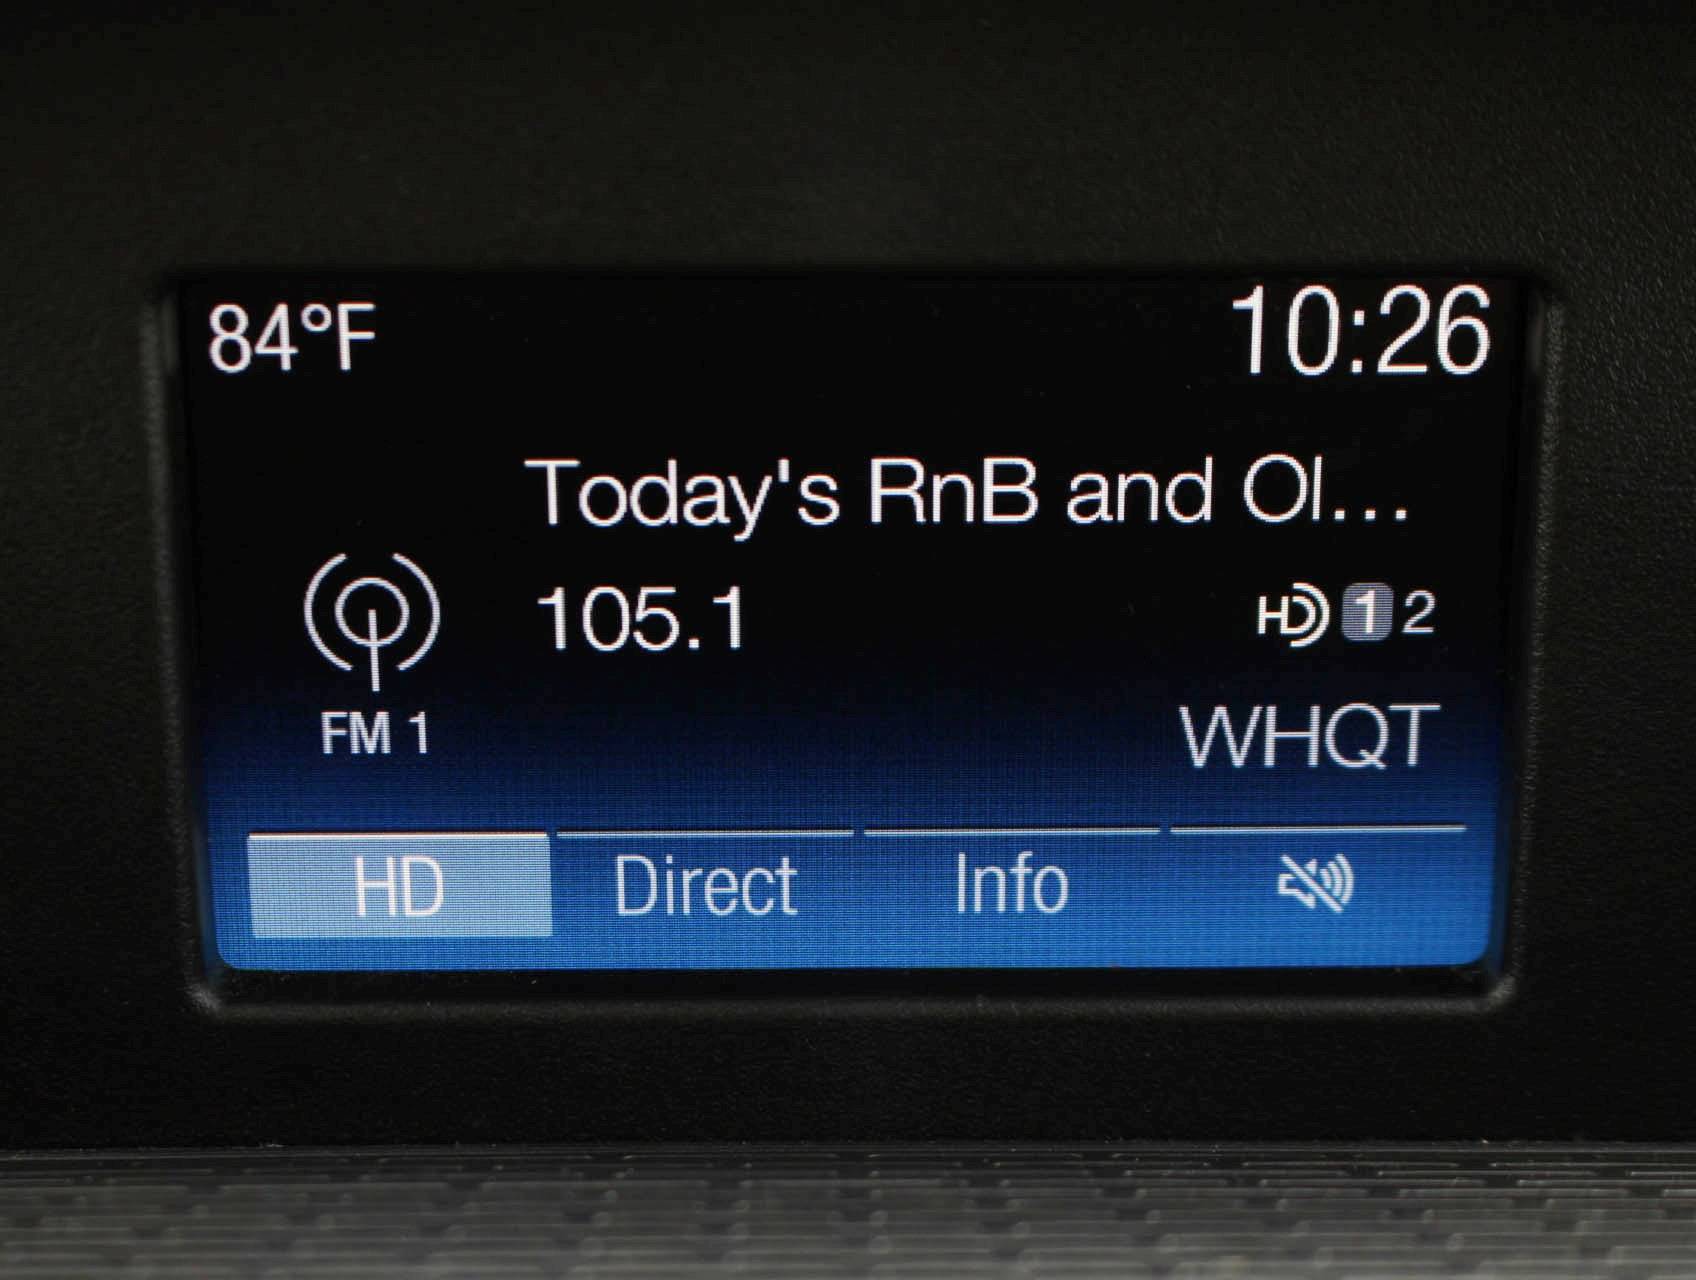 84°F
10:26
Today's RnB and Ol...
105.1
HD 1 2
FM 1
WHQT
HD
Direct
Info